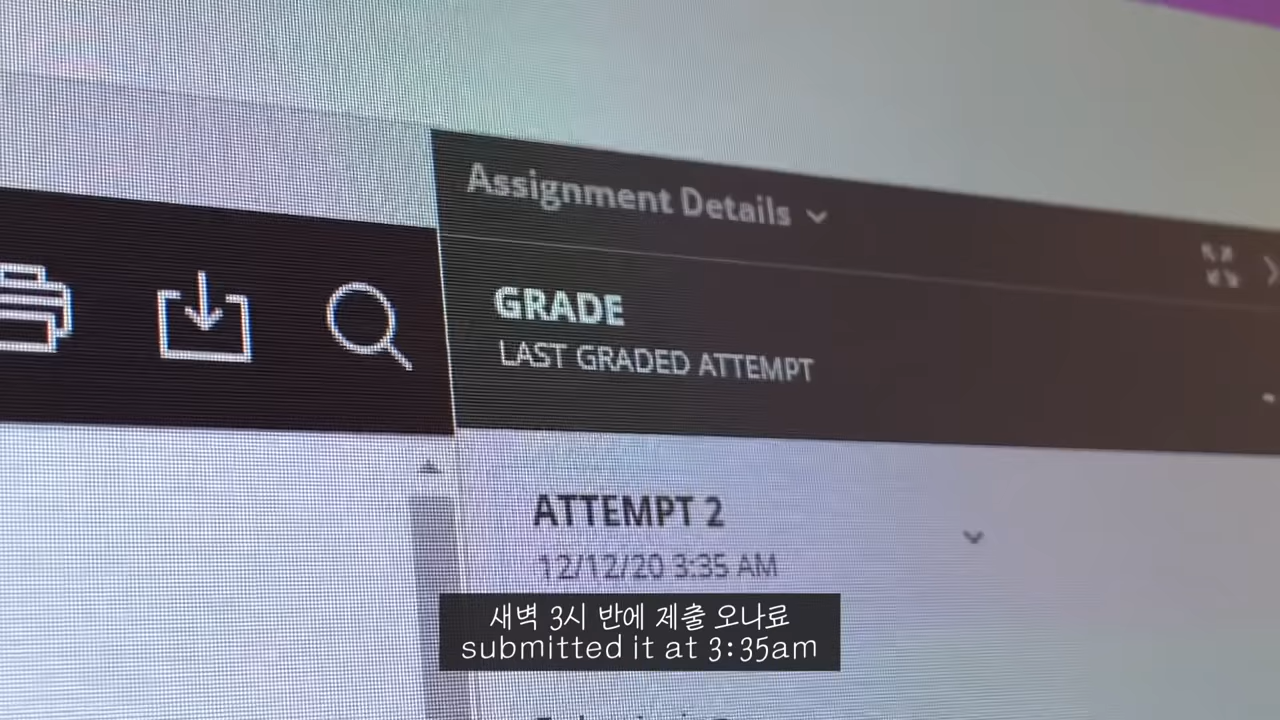 Assignment Details
GRADE
LAST GRADED ATTEMPT
ATTEMPT 2
12/12/20 3:35 AM
새벽 3시 반에 제출 오나료
submitted it at 3:35am